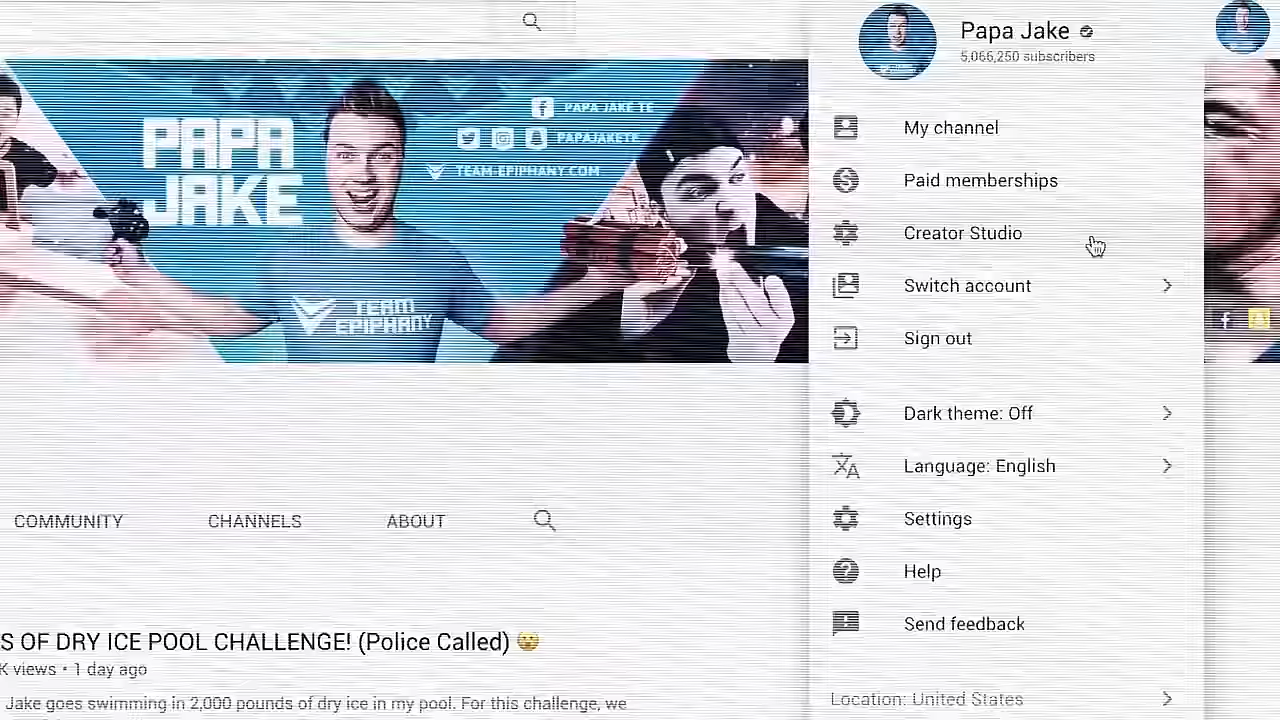 Papa Jake
5,066,250 subscribers
PAPA
JAKE
PAPA JAKE TE
PAPAJAKETE
TEAM-EPIPHANY.COM
TEAM
EPIPHANY
My channel
Paid memberships
Creator Studio
Switch account
Sign out
Dark theme: Off
Language: English
Settings
Help
Send feedback
Location: United States
COMMUNITY CHANNELS ABOUT
S OF DRY ICE POOL CHALLENGE! (Police Called) 😮
K views • 1 day ago
Jake goes swimming in 2,000 pounds of dry ice in my pool. For this challenge, we